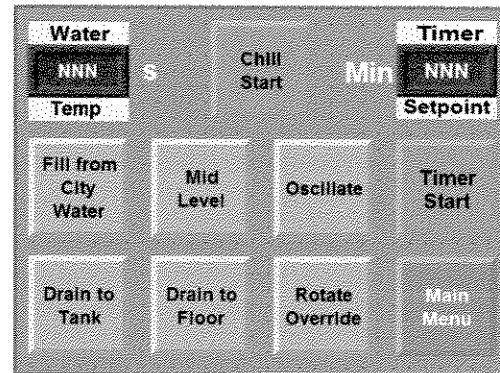 Water
NNN
Temp
s
Chill
Start
Min
Timer
NNN
Setpoint
Fill from
City
Water
Mid
Level
Oscillate
Timer
Start
Drain to
Tank
Drain to
Floor
Rotate
Override
Main
Menu